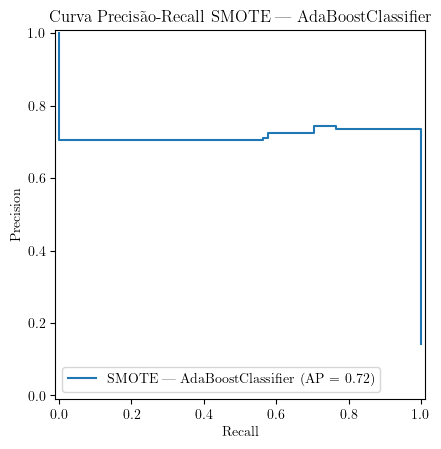 Curva Precisão-Recall SMOTE — AdaBoostClassifier
1.0
0.8
0.6
0.4
0.2
0.0
Precision
SMOTE — AdaBoostClassifier (AP = 0.72)
0.0 0.2 0.4 0.6 0.8 1.0
Recall